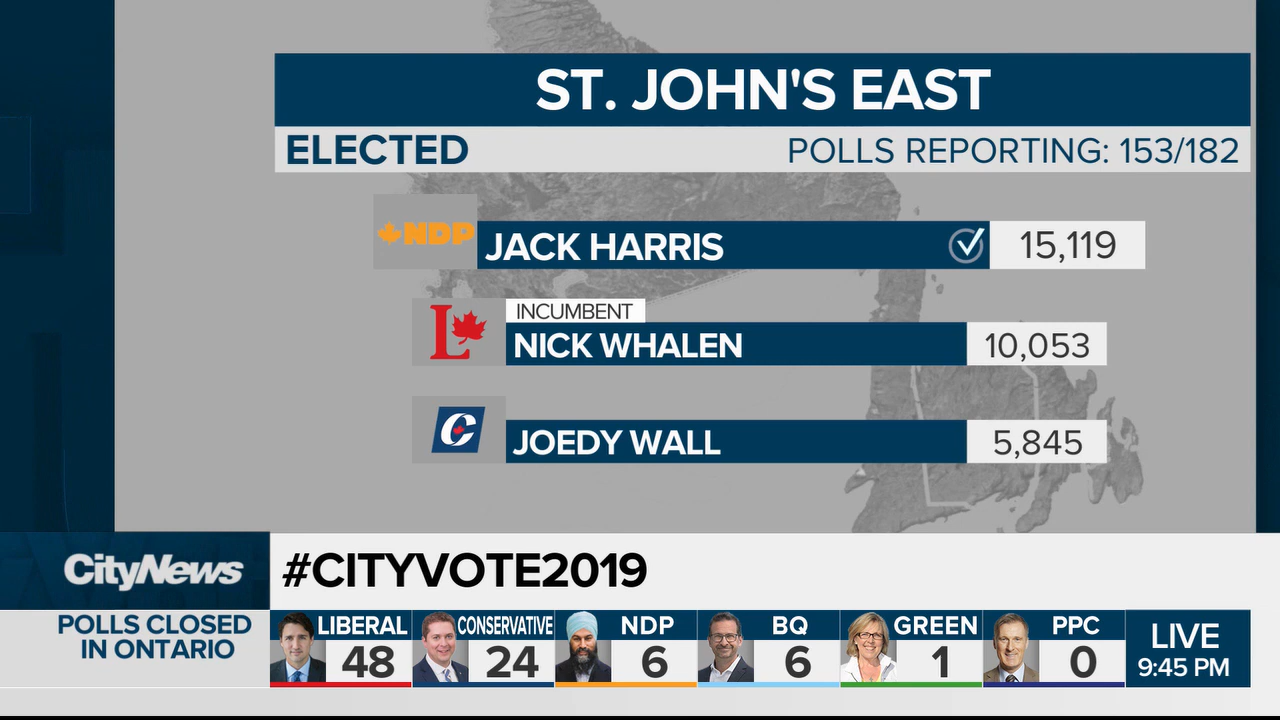 ST. JOHN'S EAST
ELECTED
POLLS REPORTING: 153/182
NDP
JACK HARRIS
15,119
L
INCUMBENT
NICK WHALEN
10,053
C
JOEDY WALL
5,845
CityNews
#CITYVOTE2019
POLLS CLOSED
IN ONTARIO
LIBERAL
48
CONSERVATIVE
24
NDP
6
BQ
6
GREEN
1
PPC
0
LIVE
9:45 PM